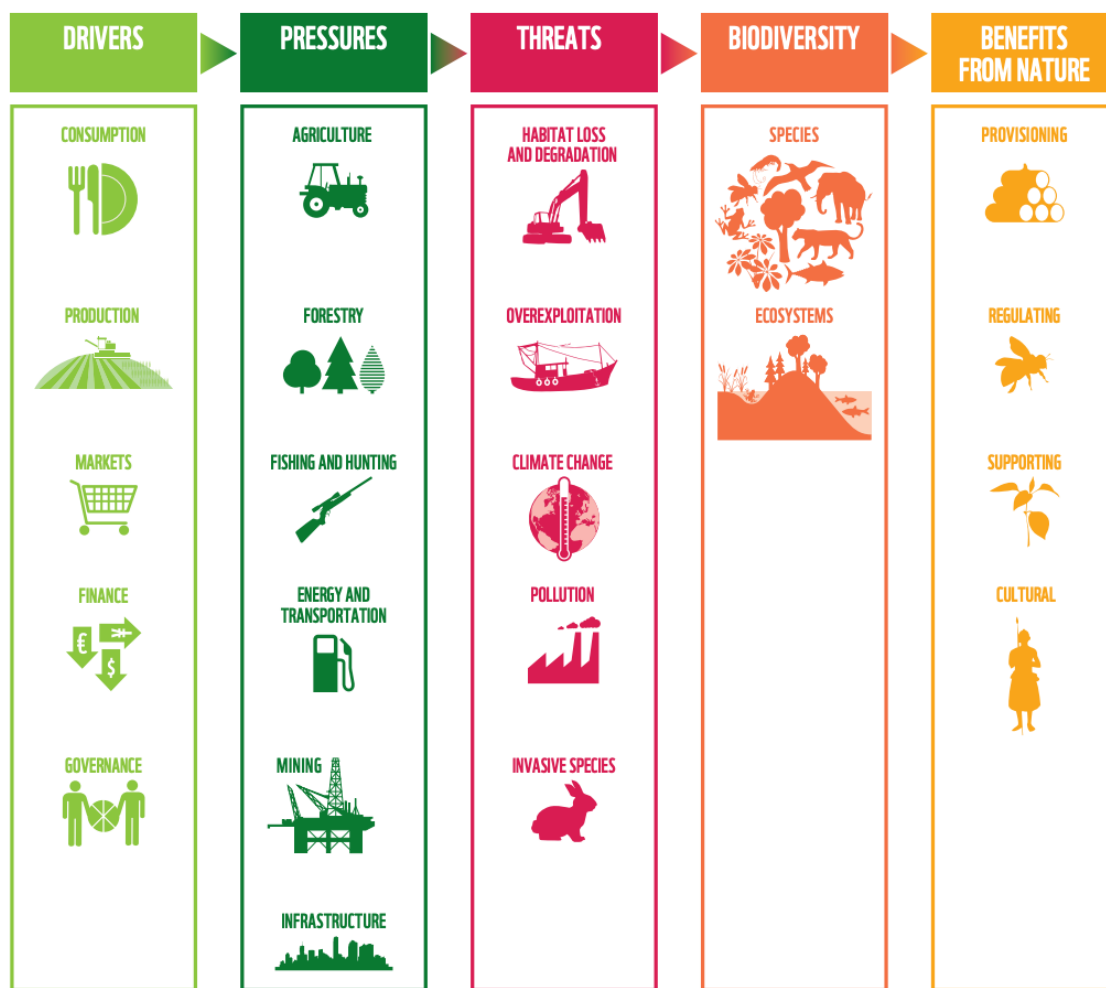 DRIVERS
PRESSURES
THREATS
BIODIVERSITY
BENEFITS
FROM NATURE
CONSUMPTION
PRODUCTION
MARKETS
FINANCE
€
¥
$
GOVERNANCE
AGRICULTURE
FORESTRY
FISHING AND HUNTING
ENERGY AND
TRANSPORTATION
MINING
INFRASTRUCTURE
HABITAT LOSS
AND DEGRADATION
OVEREXPLOITATION
CLIMATE CHANGE
POLLUTION
INVASIVE SPECIES
SPECIES
ECOSYSTEMS
PROVISIONING
REGULATING
SUPPORTING
CULTURAL